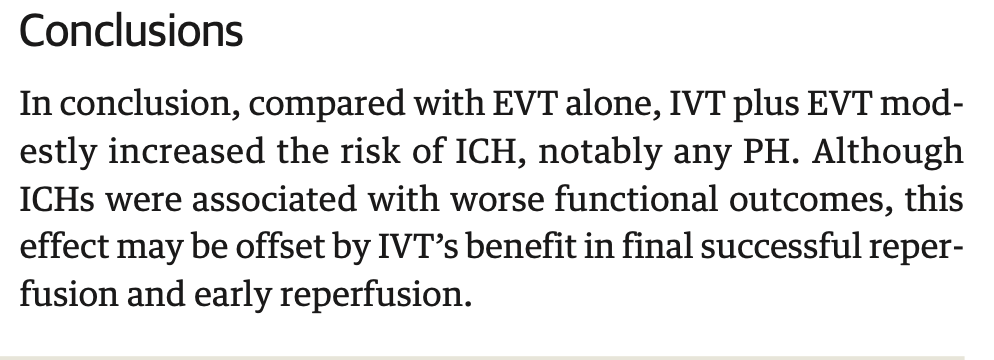 Conclusions
In conclusion, compared with EVT alone, IVT plus EVT mod-
estly increased the risk of ICH, notably any PH. Although
ICHs were associated with worse functional outcomes, this
effect may be offset by IVT’s benefit in final successful reper-
fusion and early reperfusion.